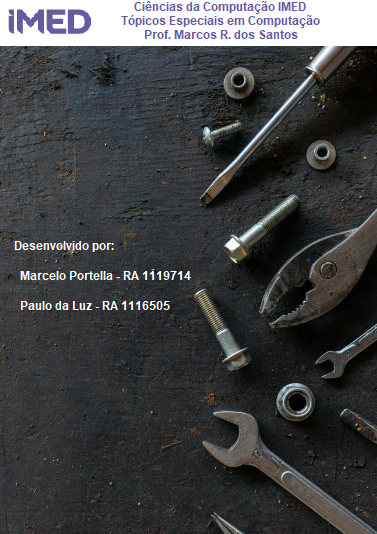 iMED
Ciências da Computação IMED
Tópicos Especiais em Computação
Prof. Marcos R. dos Santos
Desenvolvido por:
Marcelo Portella - RA 1119714
Paulo da Luz - RA 1116505